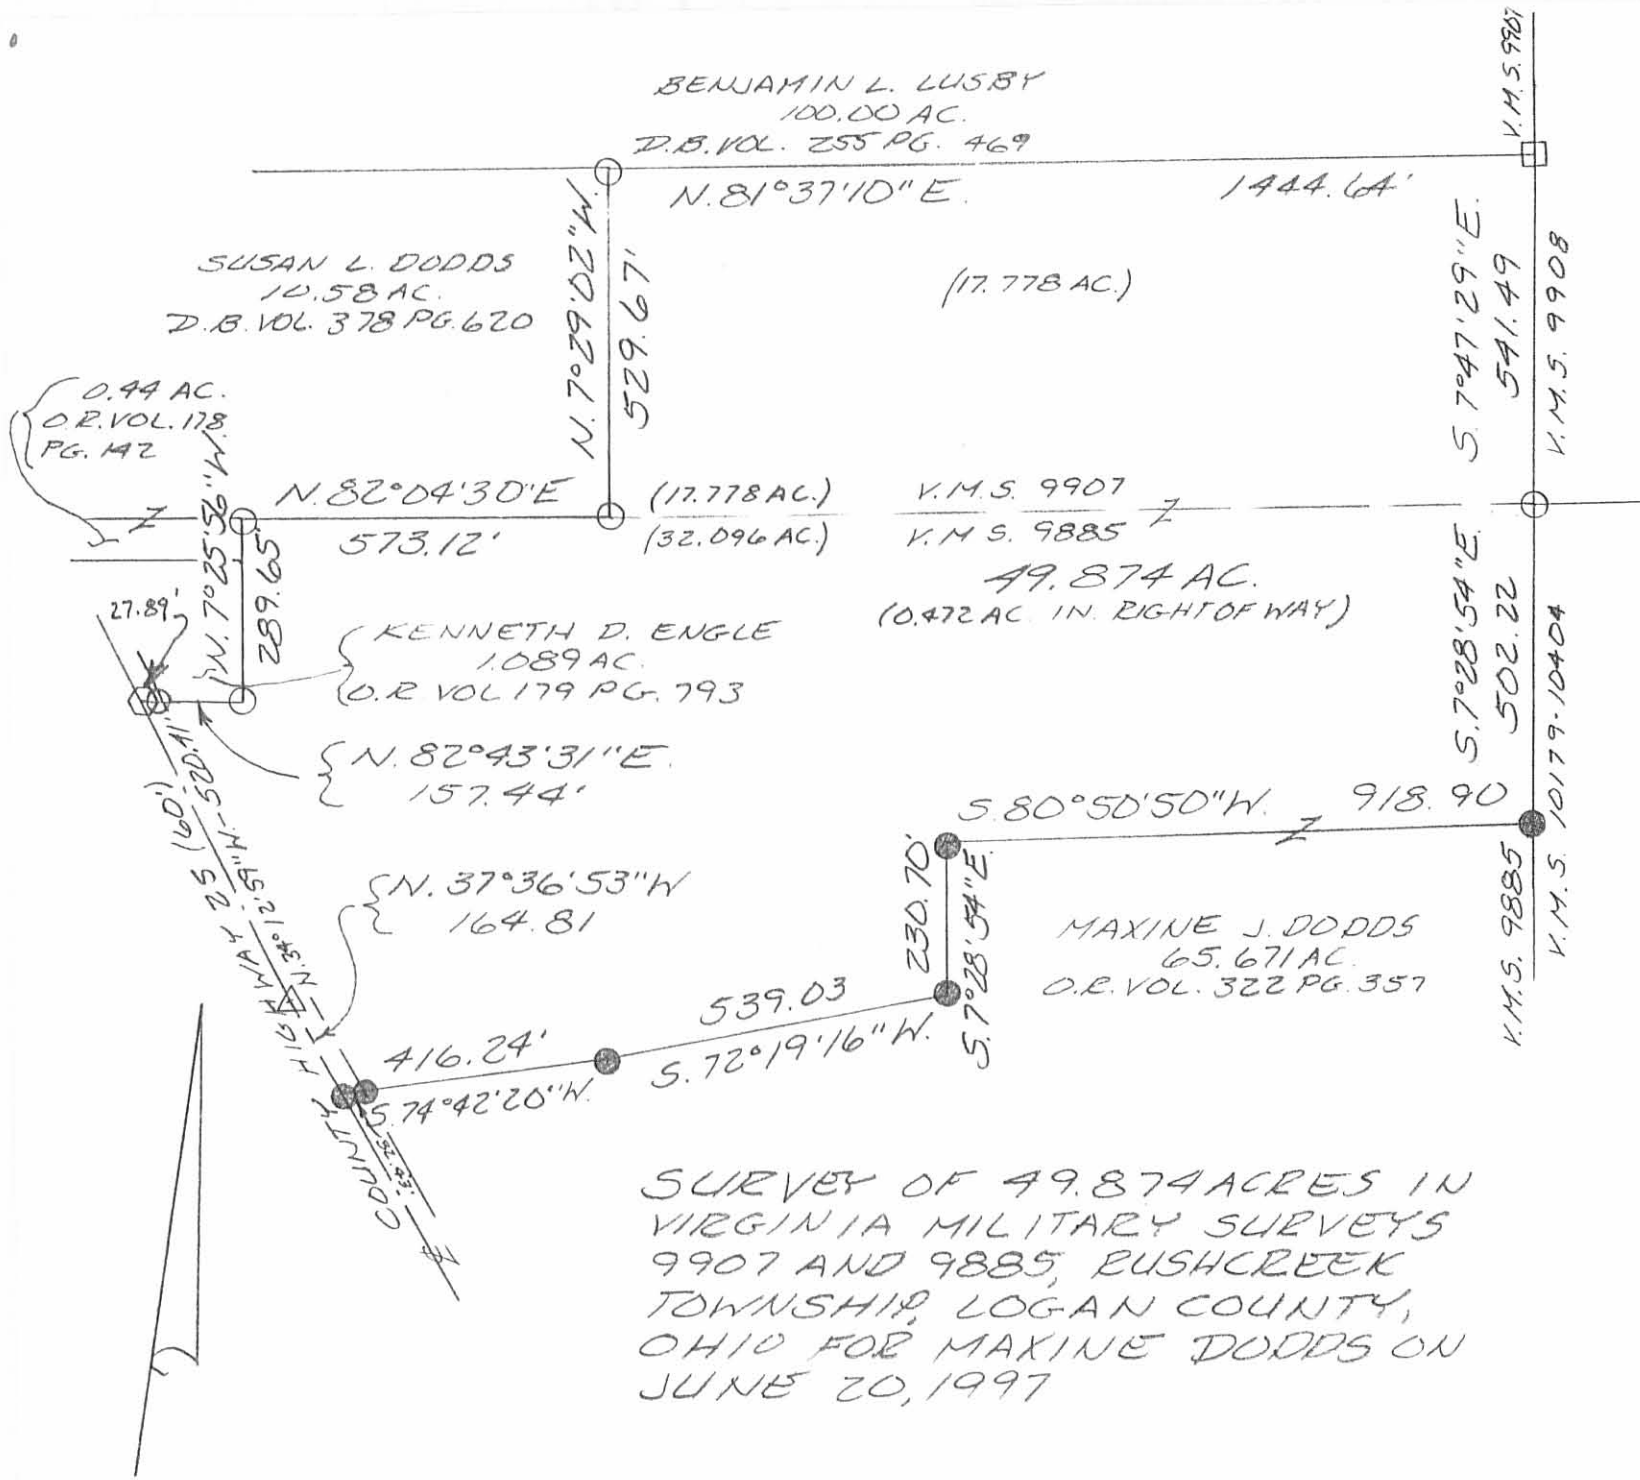 V.M.S. 9907
BENJAMIN L. LUSBY
100.00 AC.
D.B. VOL. 255 PG. 469
N. 81°37'10" E.
1444.64'
SUSAN L. DODDS
10.58 AC.
D.B. VOL. 378 PG. 620
N. 7°29'02" W.
529.67'
(17.778 AC.)
S. 7°47'29" E.
541.49
V.M.S. 9908
0.44 AC.
O.R. VOL. 178
PG. 142
N. 7°25'56" W.
289.65'
N. 82°04'30" E
573.12'
(17.778 AC.)
(32.096 AC.)
V.M.S. 9907
V.M S. 9885
49.874 AC.
(0.472 AC. IN RIGHT OF WAY)
S. 7°28'54" E.
502.22
V.M.S. 10179-10404
27.89'
KENNETH D. ENGLE
1.089 AC.
O.R VOL 179 PG. 793
N. 82°43'31" E.
157.44'
S. 80°50'50" W.
918.90
N. 34°12'59" W. - 520.41'
COUNTY HIGHWAY 25 (60')
N. 37°36'53" W
164.81
230.70'
S. 7°28'54" E.
MAXINE J. DODDS
65.671 AC.
O.R. VOL. 322 PG. 357
V.M.S. 9885
539.03
S. 72°19'16" W.
416.24'
S. 74°42'20" W.
SURVEY OF 49.874 ACRES IN
VIRGINIA MILITARY SURVEYS
9907 AND 9885, RUSHCREEK
TOWNSHIP, LOGAN COUNTY,
OHIO FOR MAXINE DODDS ON
JUNE 20, 1997